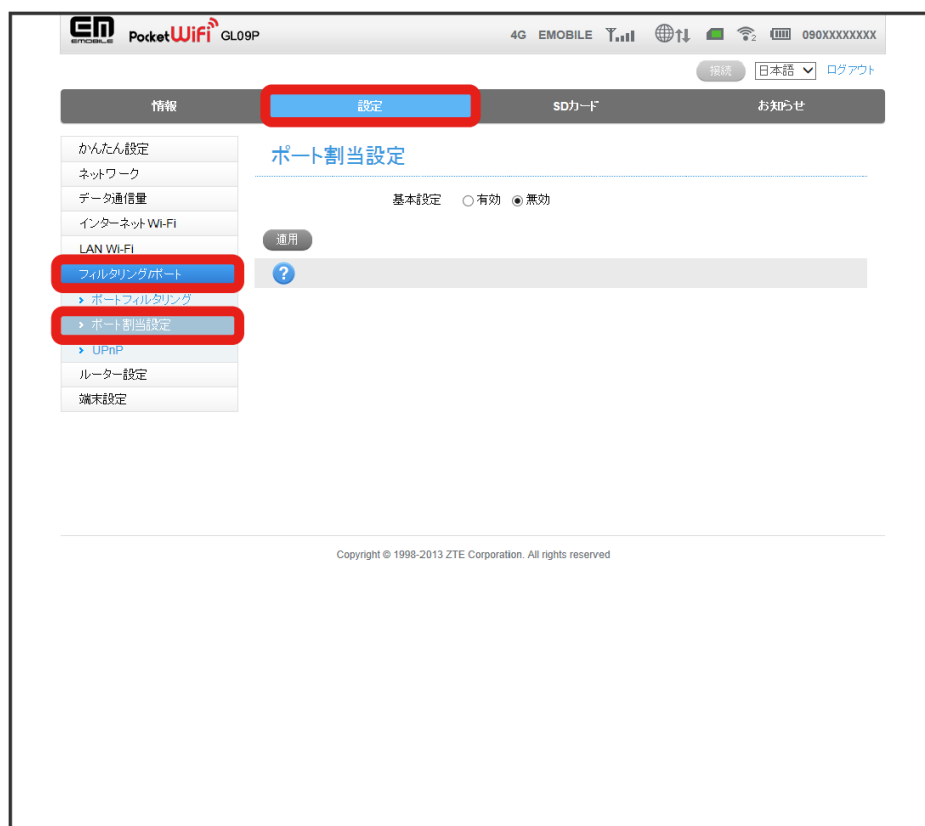 EM
EMOBILE
PocketWiFi GL09P
4G EMOBILE 2 090XXXXXXXX
接続 日本語 ログアウト
情報 設定 SDカード お知らせ
かんたん設定
ネットワーク
データ通信量
インターネットWi-Fi
LAN Wi-Fi
フィルタリング/ポート
ポートフィルタリング
ポート割当設定
UPnP
ルーター設定
端末設定
ポート割当設定
基本設定 有効 無効
適用
?
Copyright © 1998-2013 ZTE Corporation. All rights reserved